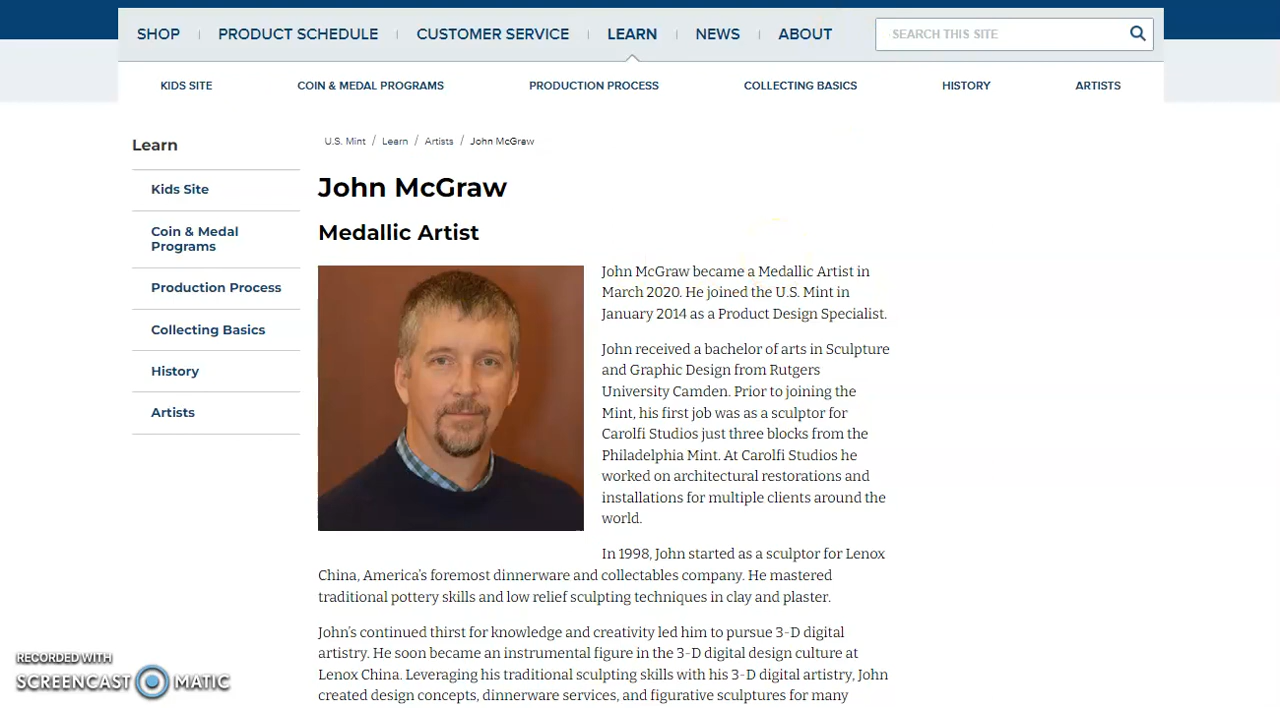 SHOP | PRODUCT SCHEDULE | CUSTOMER SERVICE | LEARN | NEWS | ABOUT SEARCH THIS SITE
KIDS SITE COIN & MEDAL PROGRAMS PRODUCTION PROCESS COLLECTING BASICS HISTORY ARTISTS
Learn
Kids Site
Coin & Medal
Programs
Production Process
Collecting Basics
History
Artists
U.S. Mint / Learn / Artists / John McGraw
John McGraw
Medallic Artist
John McGraw became a Medallic Artist in
March 2020. He joined the U.S. Mint in
January 2014 as a Product Design Specialist.
John received a bachelor of arts in Sculpture
and Graphic Design from Rutgers
University Camden. Prior to joining the
Mint, his first job was as a sculptor for
Carolfi Studios just three blocks from the
Philadelphia Mint. At Carolfi Studios he
worked on architectural restorations and
installations for multiple clients around the
world.
In 1998, John started as a sculptor for Lenox
China, America's foremost dinnerware and collectables company. He mastered
traditional pottery skills and low relief sculpting techniques in clay and plaster.
John's continued thirst for knowledge and creativity led him to pursue 3-D digital
artistry. He soon became an instrumental figure in the 3-D digital design culture at
Lenox China. Leveraging his traditional sculpting skills with his 3-D digital artistry, John
created design concepts, dinnerware services, and figurative sculptures for many
RECORDED WITH
SCREENCAST MATIC